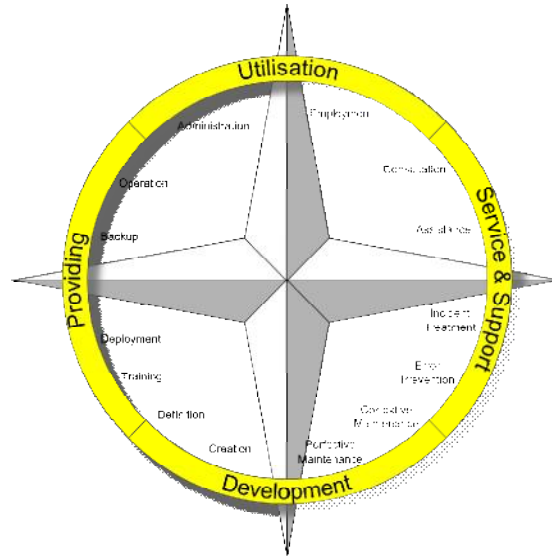 Utilisation
Employment
Administration
Consultation
Operation
Service & Support
Assistance
Backup
Providing
Incident
Treatment
Deployment
Error
Prevention
Training
Corrective
Maintenance
Definition
Creation
Perfective
Maintenance
Development